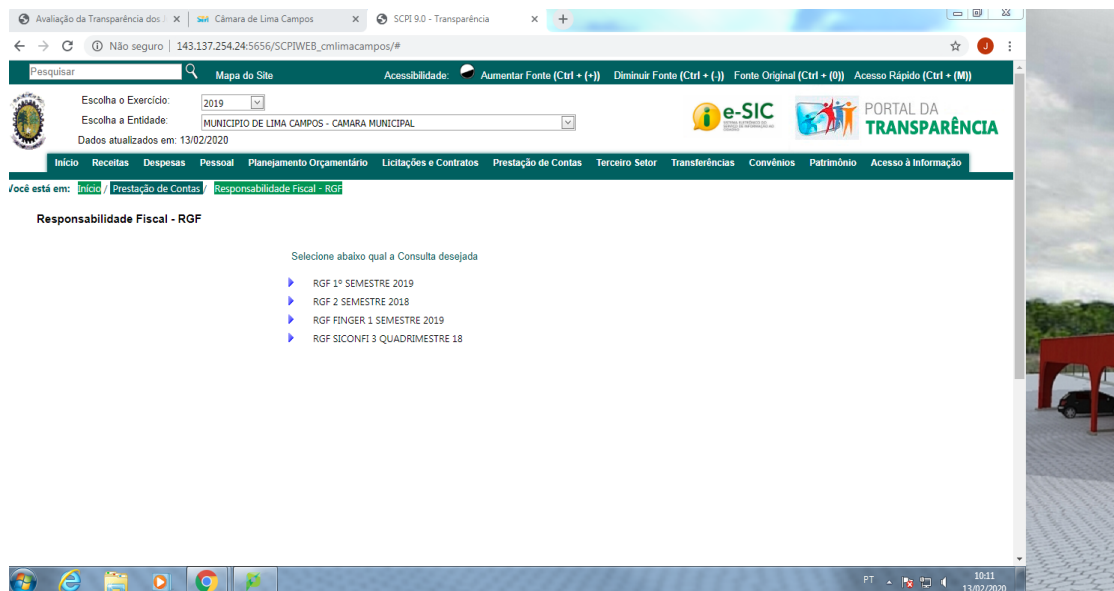 Avaliação da Transparência dos
Câmara de Lima Campos
SCPI 9.0 - Transparência
Não seguro | 143.137.254.24:5656/SCPIWEB_cmlimacampos/#
J
Pesquisar
Mapa do Site
Acessibilidade:
Aumentar Fonte (Ctrl + (+))
Diminuir Fonte (Ctrl + (-))
Fonte Original (Ctrl + (0))
Acesso Rápido (Ctrl + (M))
Escolha o Exercício: 2019
Escolha a Entidade: MUNICIPIO DE LIMA CAMPOS - CAMARA MUNICIPAL
Dados atualizados em: 13/02/2020
e-SIC
PORTAL DA
TRANSPARÊNCIA
Início Receitas Despesas Pessoal Planejamento Orçamentário Licitações e Contratos Prestação de Contas Terceiro Setor Transferências Convênios Patrimônio Acesso à Informação
Você está em: Início / Prestação de Contas / Responsabilidade Fiscal - RGF
Responsabilidade Fiscal - RGF
Selecione abaixo qual a Consulta desejada
RGF 1º SEMESTRE 2019
RGF 2 SEMESTRE 2018
RGF FINGER 1 SEMESTRE 2019
RGF SICONFI 3 QUADRIMESTRE 18
PT
10:11
13/02/2020